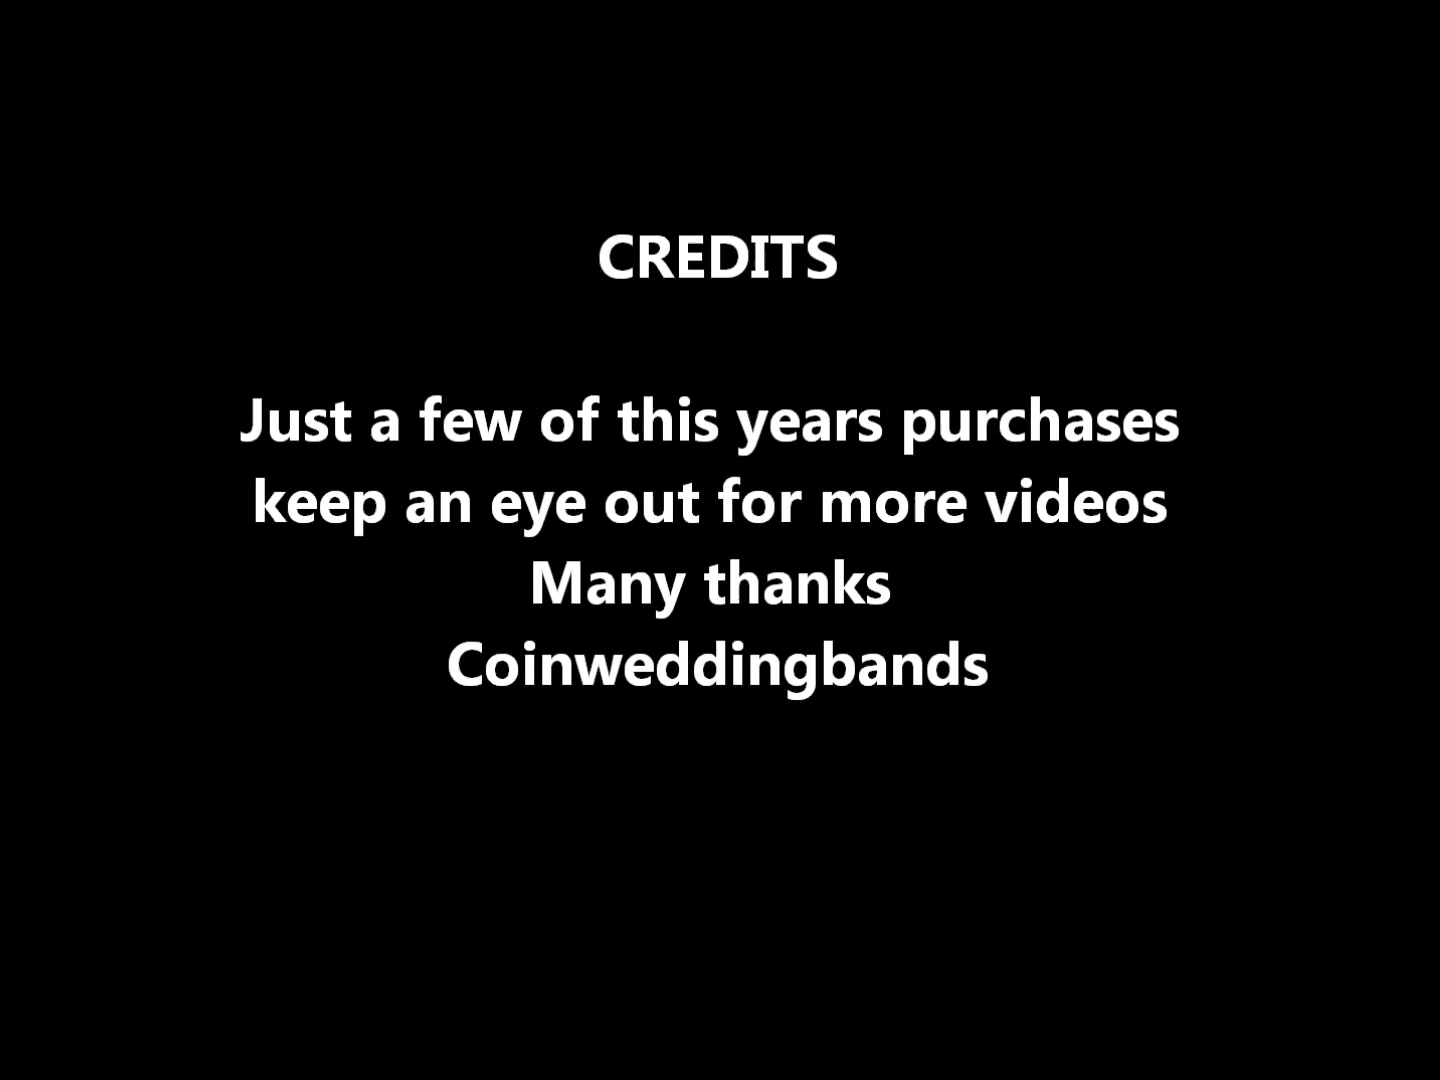 CREDITS
Just a few of this years purchases
keep an eye out for more videos
Many thanks
Coinweddingbands